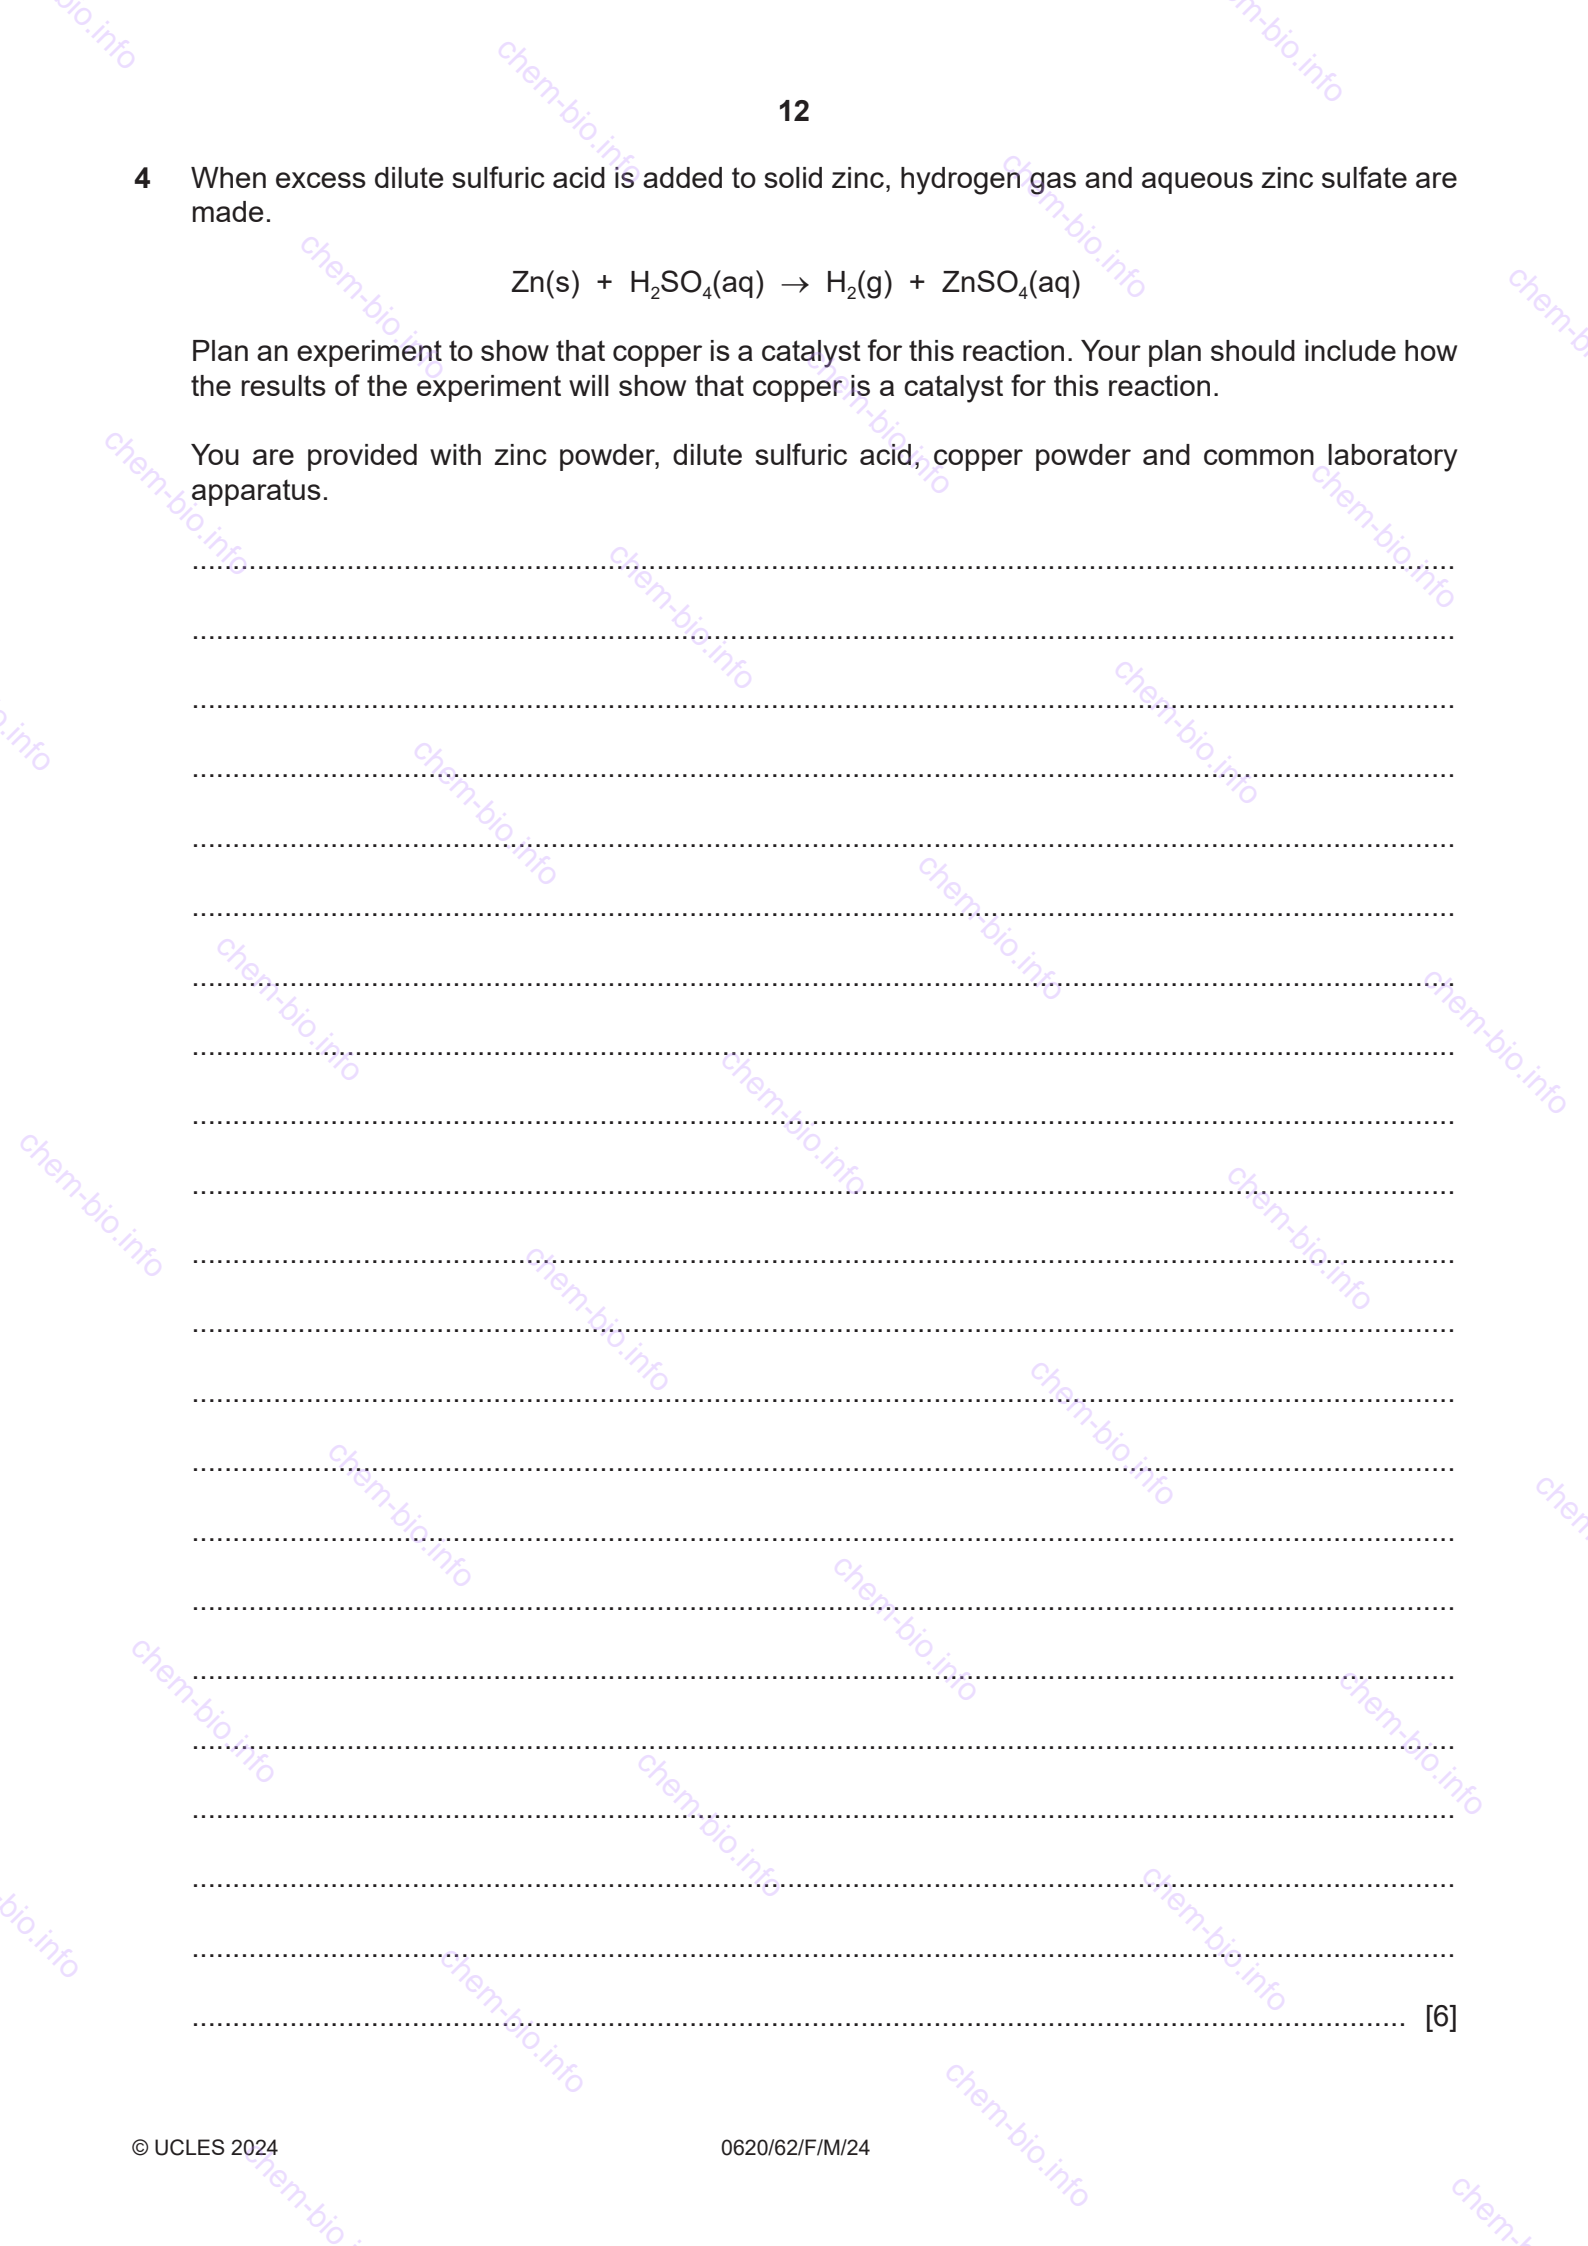 12
4 When excess dilute sulfuric acid is added to solid zinc, hydrogen gas and aqueous zinc sulfate are
made.
Zn(s) + H₂SO₄(aq) → H₂(g) + ZnSO₄(aq)
Plan an experiment to show that copper is a catalyst for this reaction. Your plan should include how
the results of the experiment will show that copper is a catalyst for this reaction.
You are provided with zinc powder, dilute sulfuric acid, copper powder and common laboratory
apparatus.
[6]
© UCLES 2024 0620/62/F/M/24
chem-bio.info